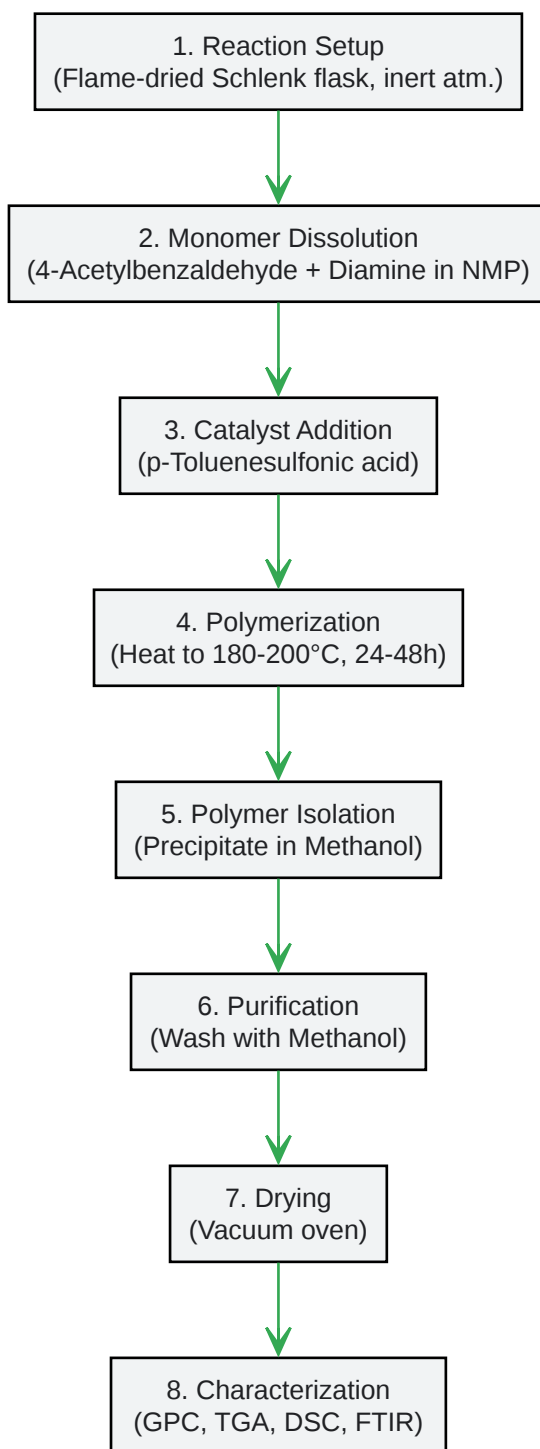 1. Reaction Setup
(Flame-dried Schlenk flask, inert atm.)
2. Monomer Dissolution
(4-Acetylbenzaldehyde + Diamine in NMP)
3. Catalyst Addition
(p-Toluenesulfonic acid)
4. Polymerization
(Heat to 180-200°C, 24-48h)
5. Polymer Isolation
(Precipitate in Methanol)
6. Purification
(Wash with Methanol)
7. Drying
(Vacuum oven)
8. Characterization
(GPC, TGA, DSC, FTIR)